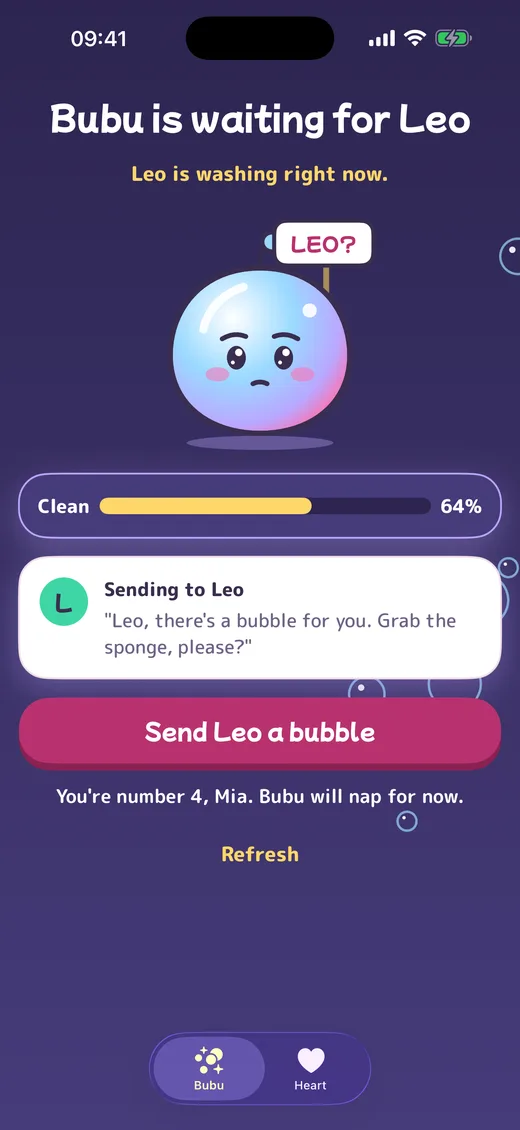 09:41
Bubu is waiting for Leo
Leo is washing right now.
LEO?
Clean
64%
L
Sending to Leo
"Leo, there's a bubble for you. Grab the
sponge, please?"
Send Leo a bubble
You're number 4, Mia. Bubu will nap for now.
Refresh
Bubu
Heart